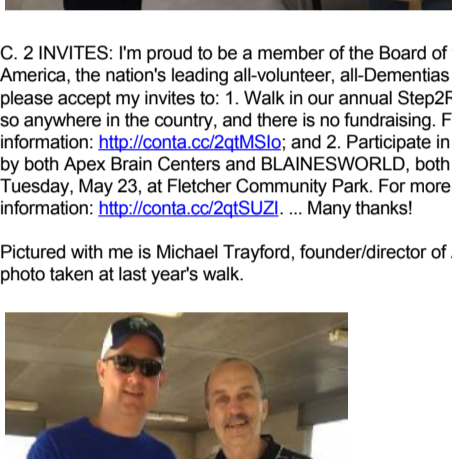 C. 2 INVITES: I'm proud to be a member of the Board of
America, the nation's leading all-volunteer, all-Dementias
please accept my invites to: 1. Walk in our annual Step2R
so anywhere in the country, and there is no fundraising. F
information: http://conta.cc/2qtMSIo; and 2. Participate in
by both Apex Brain Centers and BLAINESWORLD, both
Tuesday, May 23, at Fletcher Community Park. For more
information: http://conta.cc/2qtSUZI. ... Many thanks!
Pictured with me is Michael Trayford, founder/director of
photo taken at last year's walk.